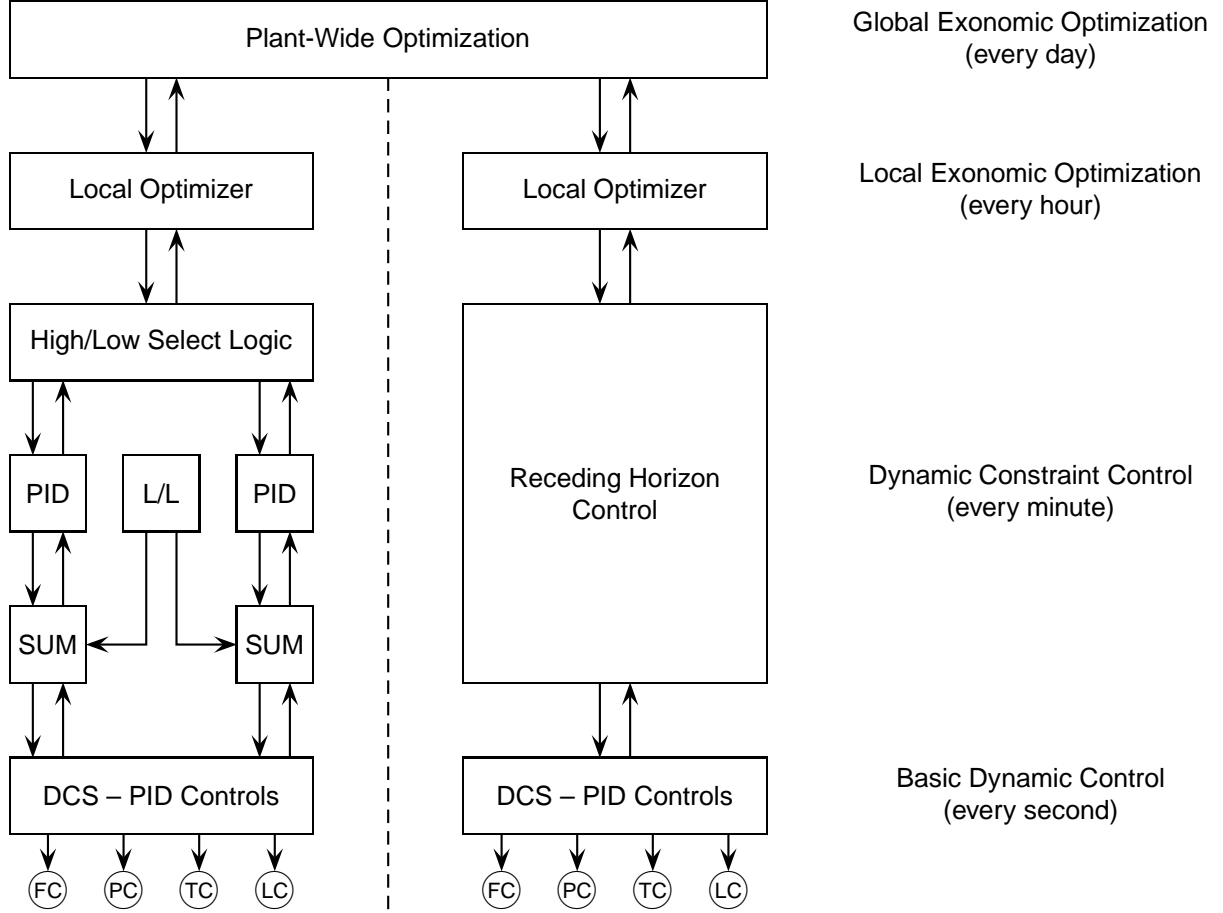 Plant-Wide Optimization
Global Exonomic Optimization
(every day)
Local Optimizer
Local Optimizer
Local Exonomic Optimization
(every hour)
High/Low Select Logic
PID
L/L
PID
Receding Horizon
Control
Dynamic Constraint Control
(every minute)
SUM
SUM
DCS – PID Controls
DCS – PID Controls
Basic Dynamic Control
(every second)
FC
PC
TC
LC
FC
PC
TC
LC